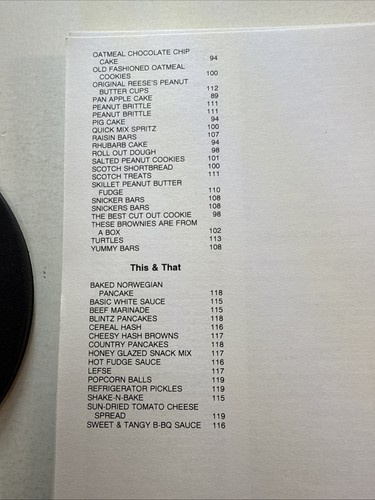 OATMEAL CHOCOLATE CHIP
CAKE 94
OLD FASHIONED OATMEAL
COOKIES 100
ORIGINAL REESE'S PEANUT
BUTTER CUPS 112
PAN APPLE CAKE 89
PEANUT BRITTLE 111
PEANUT BRITTLE 111
PIG CAKE 94
QUICK MIX SPRITZ 100
RAISIN BARS 107
RHUBARB CAKE 94
ROLL OUT DOUGH 98
SALTED PEANUT COOKIES 101
SCOTCH SHORTBREAD 100
SCOTCH TREATS 111
SKILLET PEANUT BUTTER
FUDGE 110
SNICKER BARS 108
SNICKERS BARS 108
THE BEST CUT OUT COOKIE 98
THESE BROWNIES ARE FROM
A BOX 102
TURTLES 113
YUMMY BARS 108
This & That
BAKED NORWEGIAN
PANCAKE 118
BASIC WHITE SAUCE 115
BEEF MARINADE 115
BLINTZ PANCAKES 118
CEREAL HASH 116
CHEESY HASH BROWNS 117
COUNTRY PANCAKES 118
HONEY GLAZED SNACK MIX 117
HOT FUDGE SAUCE 116
LEFSE 117
POPCORN BALLS 119
REFRIGERATOR PICKLES 119
SHAKE-N-BAKE 115
SUN-DRIED TOMATO CHEESE
SPREAD 119
SWEET & TANGY B-BQ SAUCE 116